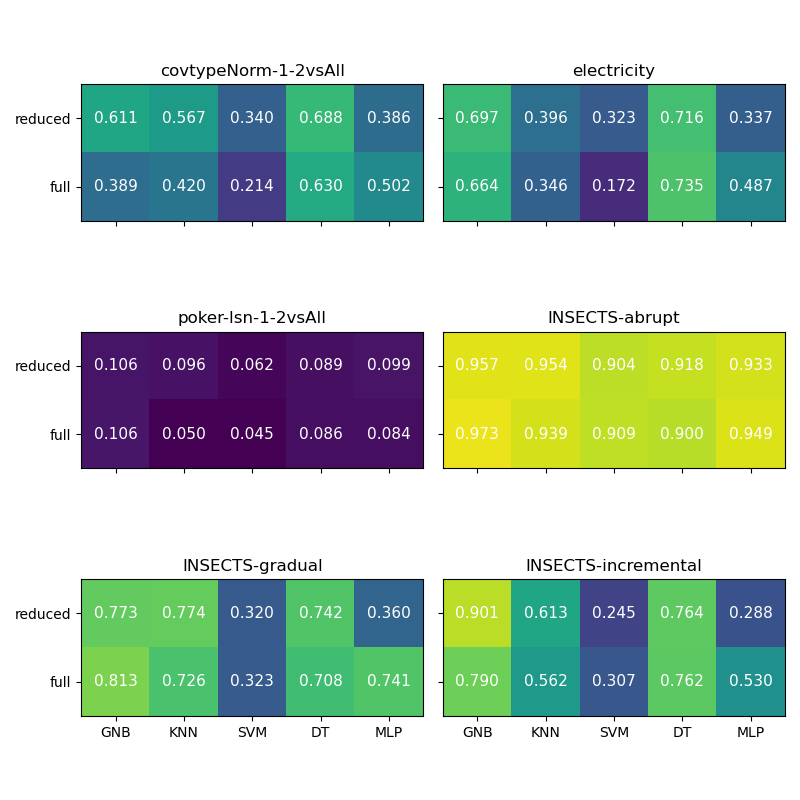 covtypeNorm-1-2vsAll
reduced 0.611 0.567 0.340 0.688 0.386
full 0.389 0.420 0.214 0.630 0.502
electricity
0.697 0.396 0.323 0.716 0.337
0.664 0.346 0.172 0.735 0.487
poker-lsn-1-2vsAll
reduced 0.106 0.096 0.062 0.089 0.099
full 0.106 0.050 0.045 0.086 0.084
INSECTS-abrupt
0.957 0.954 0.904 0.918 0.933
0.973 0.939 0.909 0.900 0.949
INSECTS-gradual
reduced 0.773 0.774 0.320 0.742 0.360
full 0.813 0.726 0.323 0.708 0.741
GNB KNN SVM DT MLP
INSECTS-incremental
0.901 0.613 0.245 0.764 0.288
0.790 0.562 0.307 0.762 0.530
GNB KNN SVM DT MLP